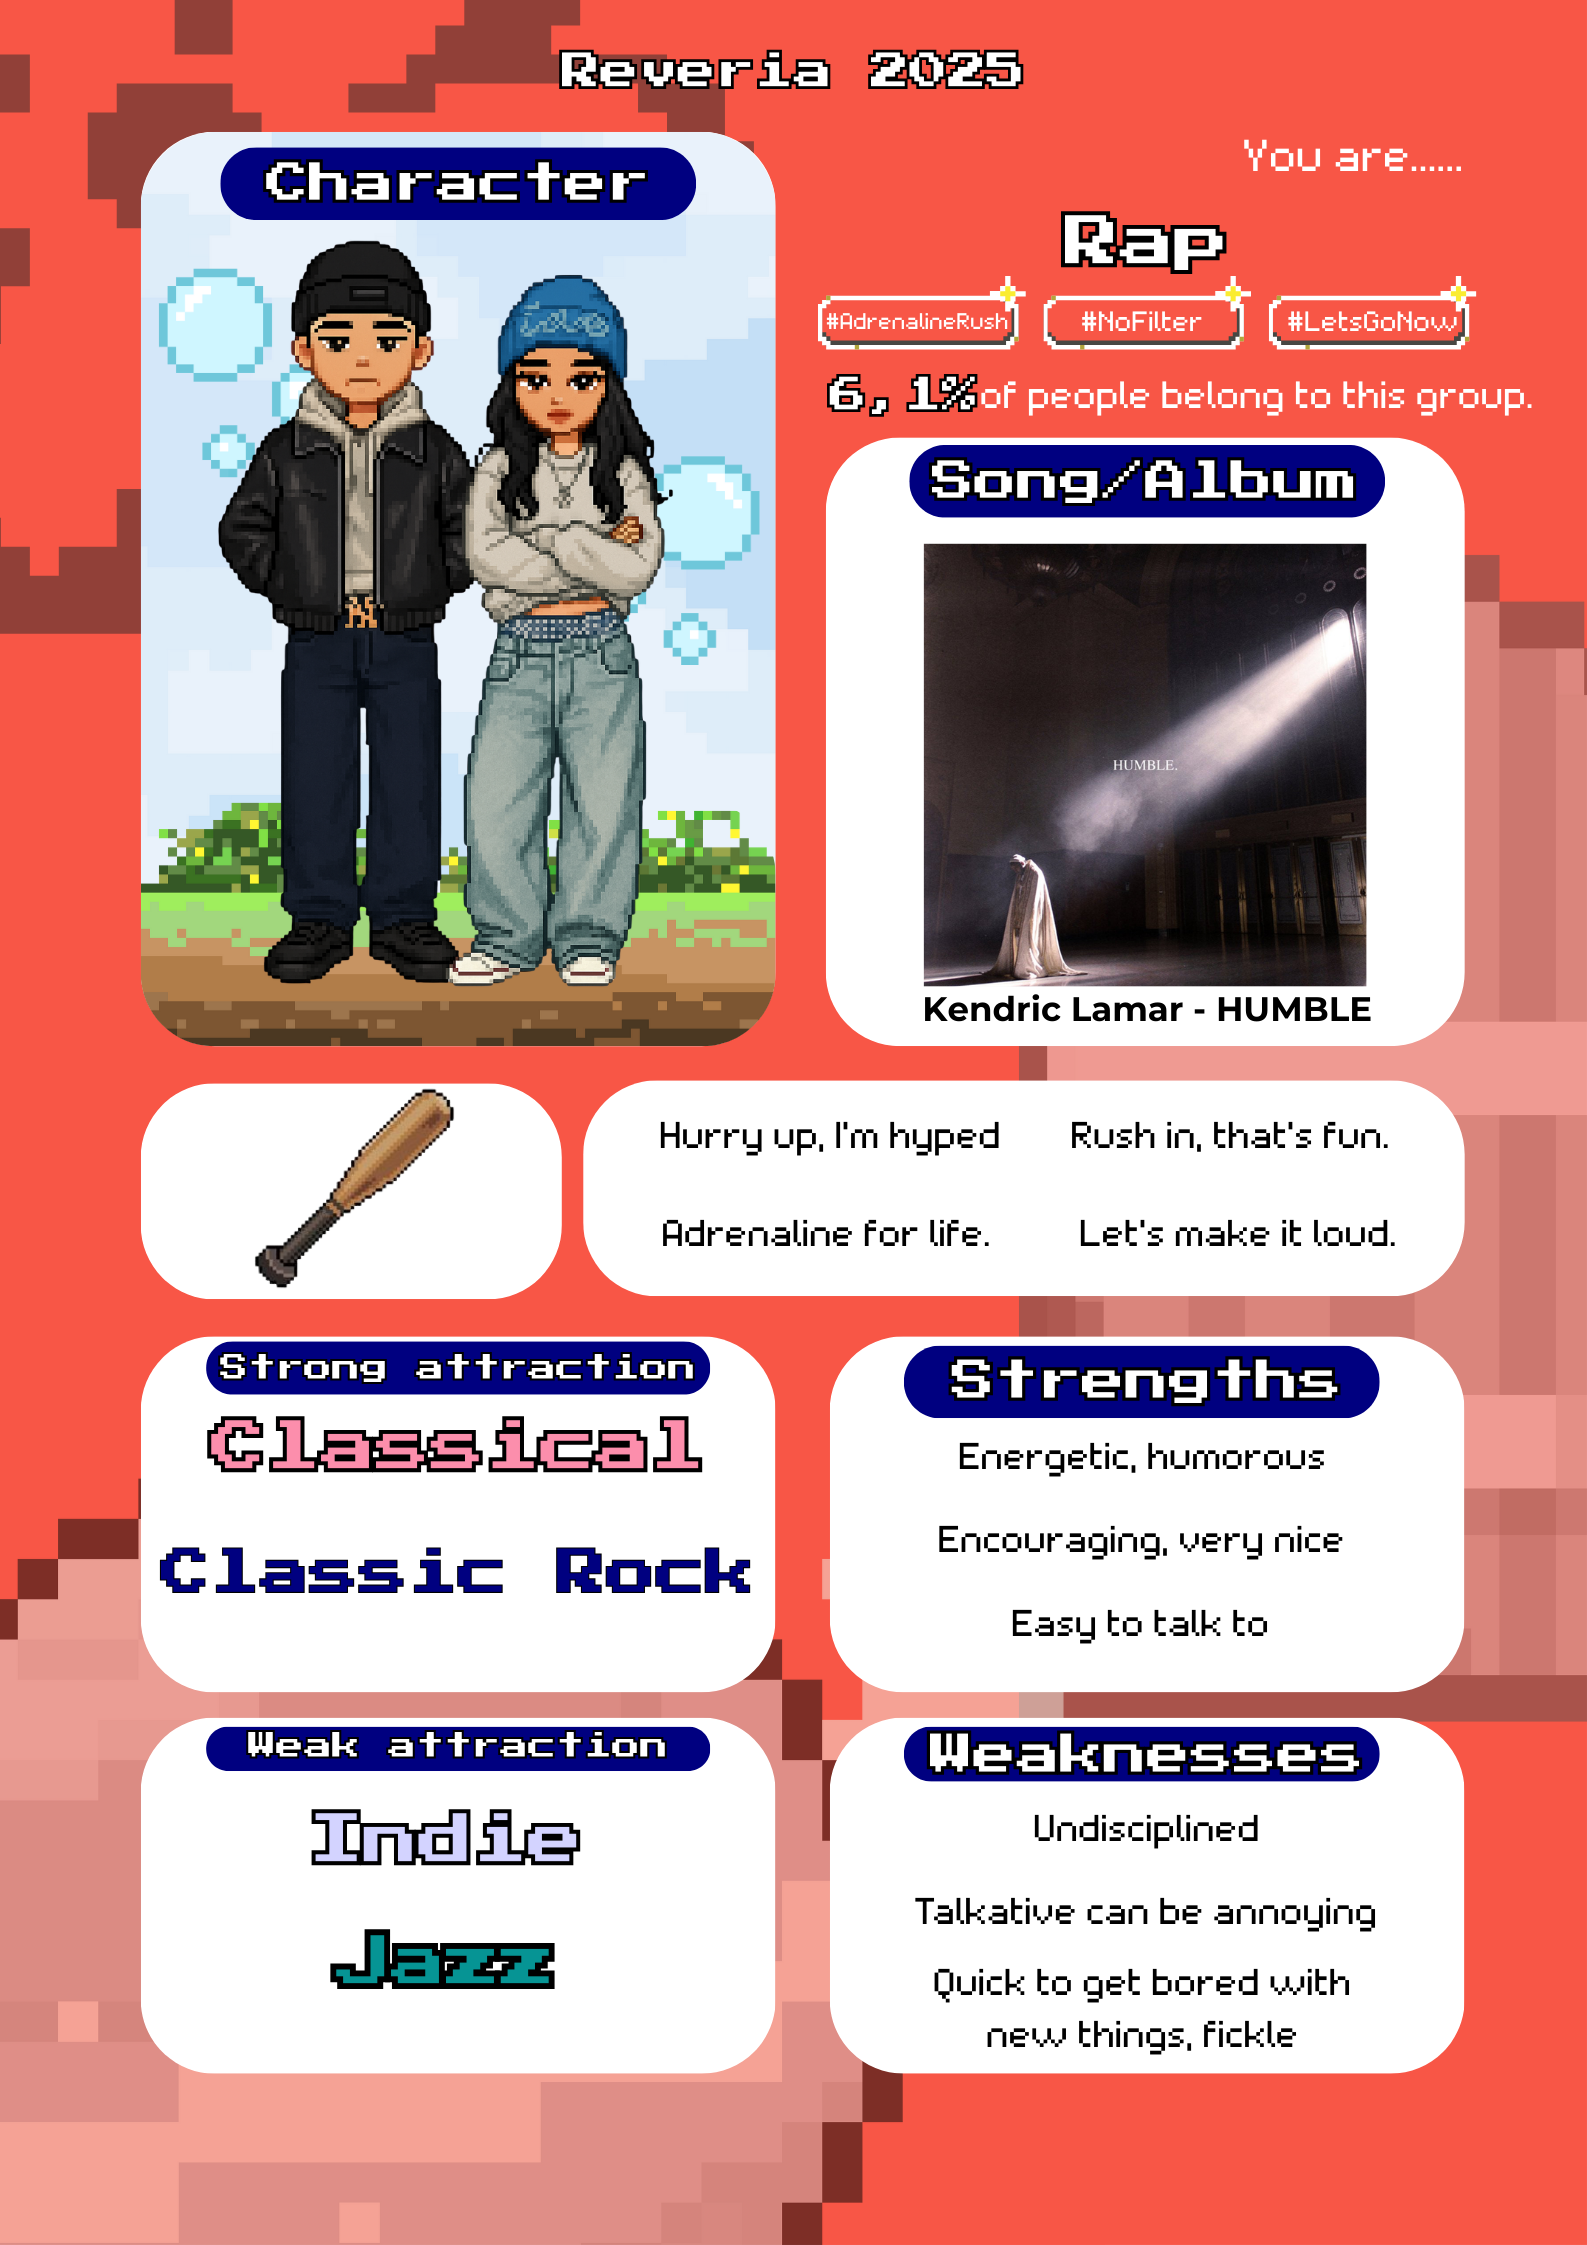 Reveria 2025
Character
You are......
Rap
#AdrenalineRush
#NoFilter
#LetsGoNow
6,1% of people belong to this group.
Song/Album
HUMBLE.
Kendric Lamar - HUMBLE
Hurry up, I'm hyped
Rush in, that's fun.
Adrenaline for life.
Let's make it loud.
Strong attraction
Classical
Classic Rock
Strengths
Energetic, humorous
Encouraging, very nice
Easy to talk to
Weak attraction
Indie
Jazz
Weaknesses
Undisciplined
Talkative can be annoying
Quick to get bored with
new things, fickle